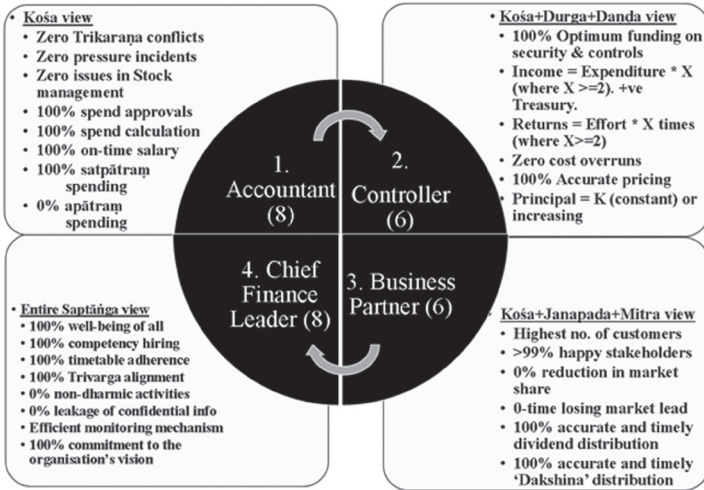 • Kośa view
• Zero Trikaraṇa conflicts
• Zero pressure incidents
• Zero issues in Stock
management
• 100% spend approvals
• 100% spend calculation
• 100% on-time salary
• 100% satpātraṃ
spending
• 0% apātraṃ
spending
Kośa+Durga+Danda view
• 100% Optimum funding on
security & controls
• Income = Expenditure * X
(where X >=2). +ve
Treasury.
• Returns = Effort * X times
(where X>=2)
• Zero cost overruns
• 100% Accurate pricing
• Principal = K (constant) or
increasing
1.
Accountant
(8)
2.
Controller
(6)
4. Chief
Finance
Leader (8)
3. Business
Partner (6)
• Entire Saptāṅga view
• 100% well-being of all
• 100% competency hiring
• 100% timetable adherence
• 100% Trivarga alignment
• 0% non-dharmic activities
• 0% leakage of confidential info
• Efficient monitoring mechanism
• 100% commitment to the
organisation's vision
• Kośa+Janapada+Mitra view
• Highest no. of customers
• >99% happy stakeholders
• 0% reduction in market
share
• 0-time losing market lead
• 100% accurate and timely
dividend distribution
• 100% accurate and timely
'Dakshina' distribution